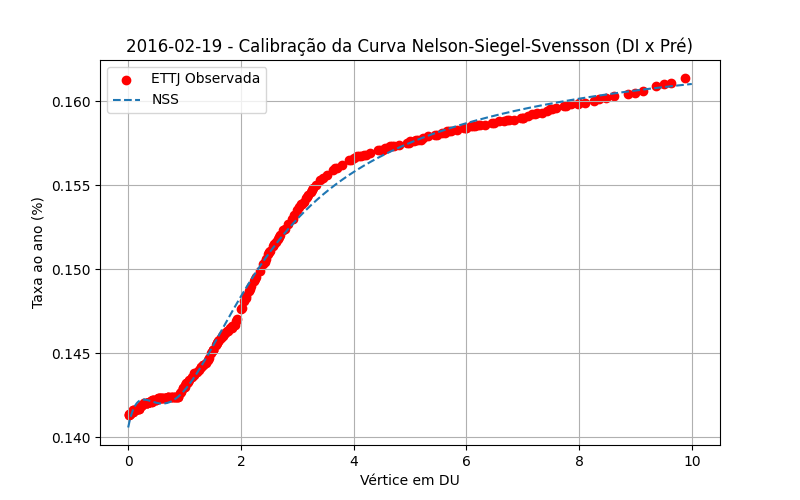 2016-02-19 - Calibração da Curva Nelson-Siegel-Svensson (DI x Pré)
ETTJ Observada
NSS
Taxa ao ano (%)
0.160
0.155
0.150
0.145
0.140
0 2 4 6 8 10
Vértice em DU